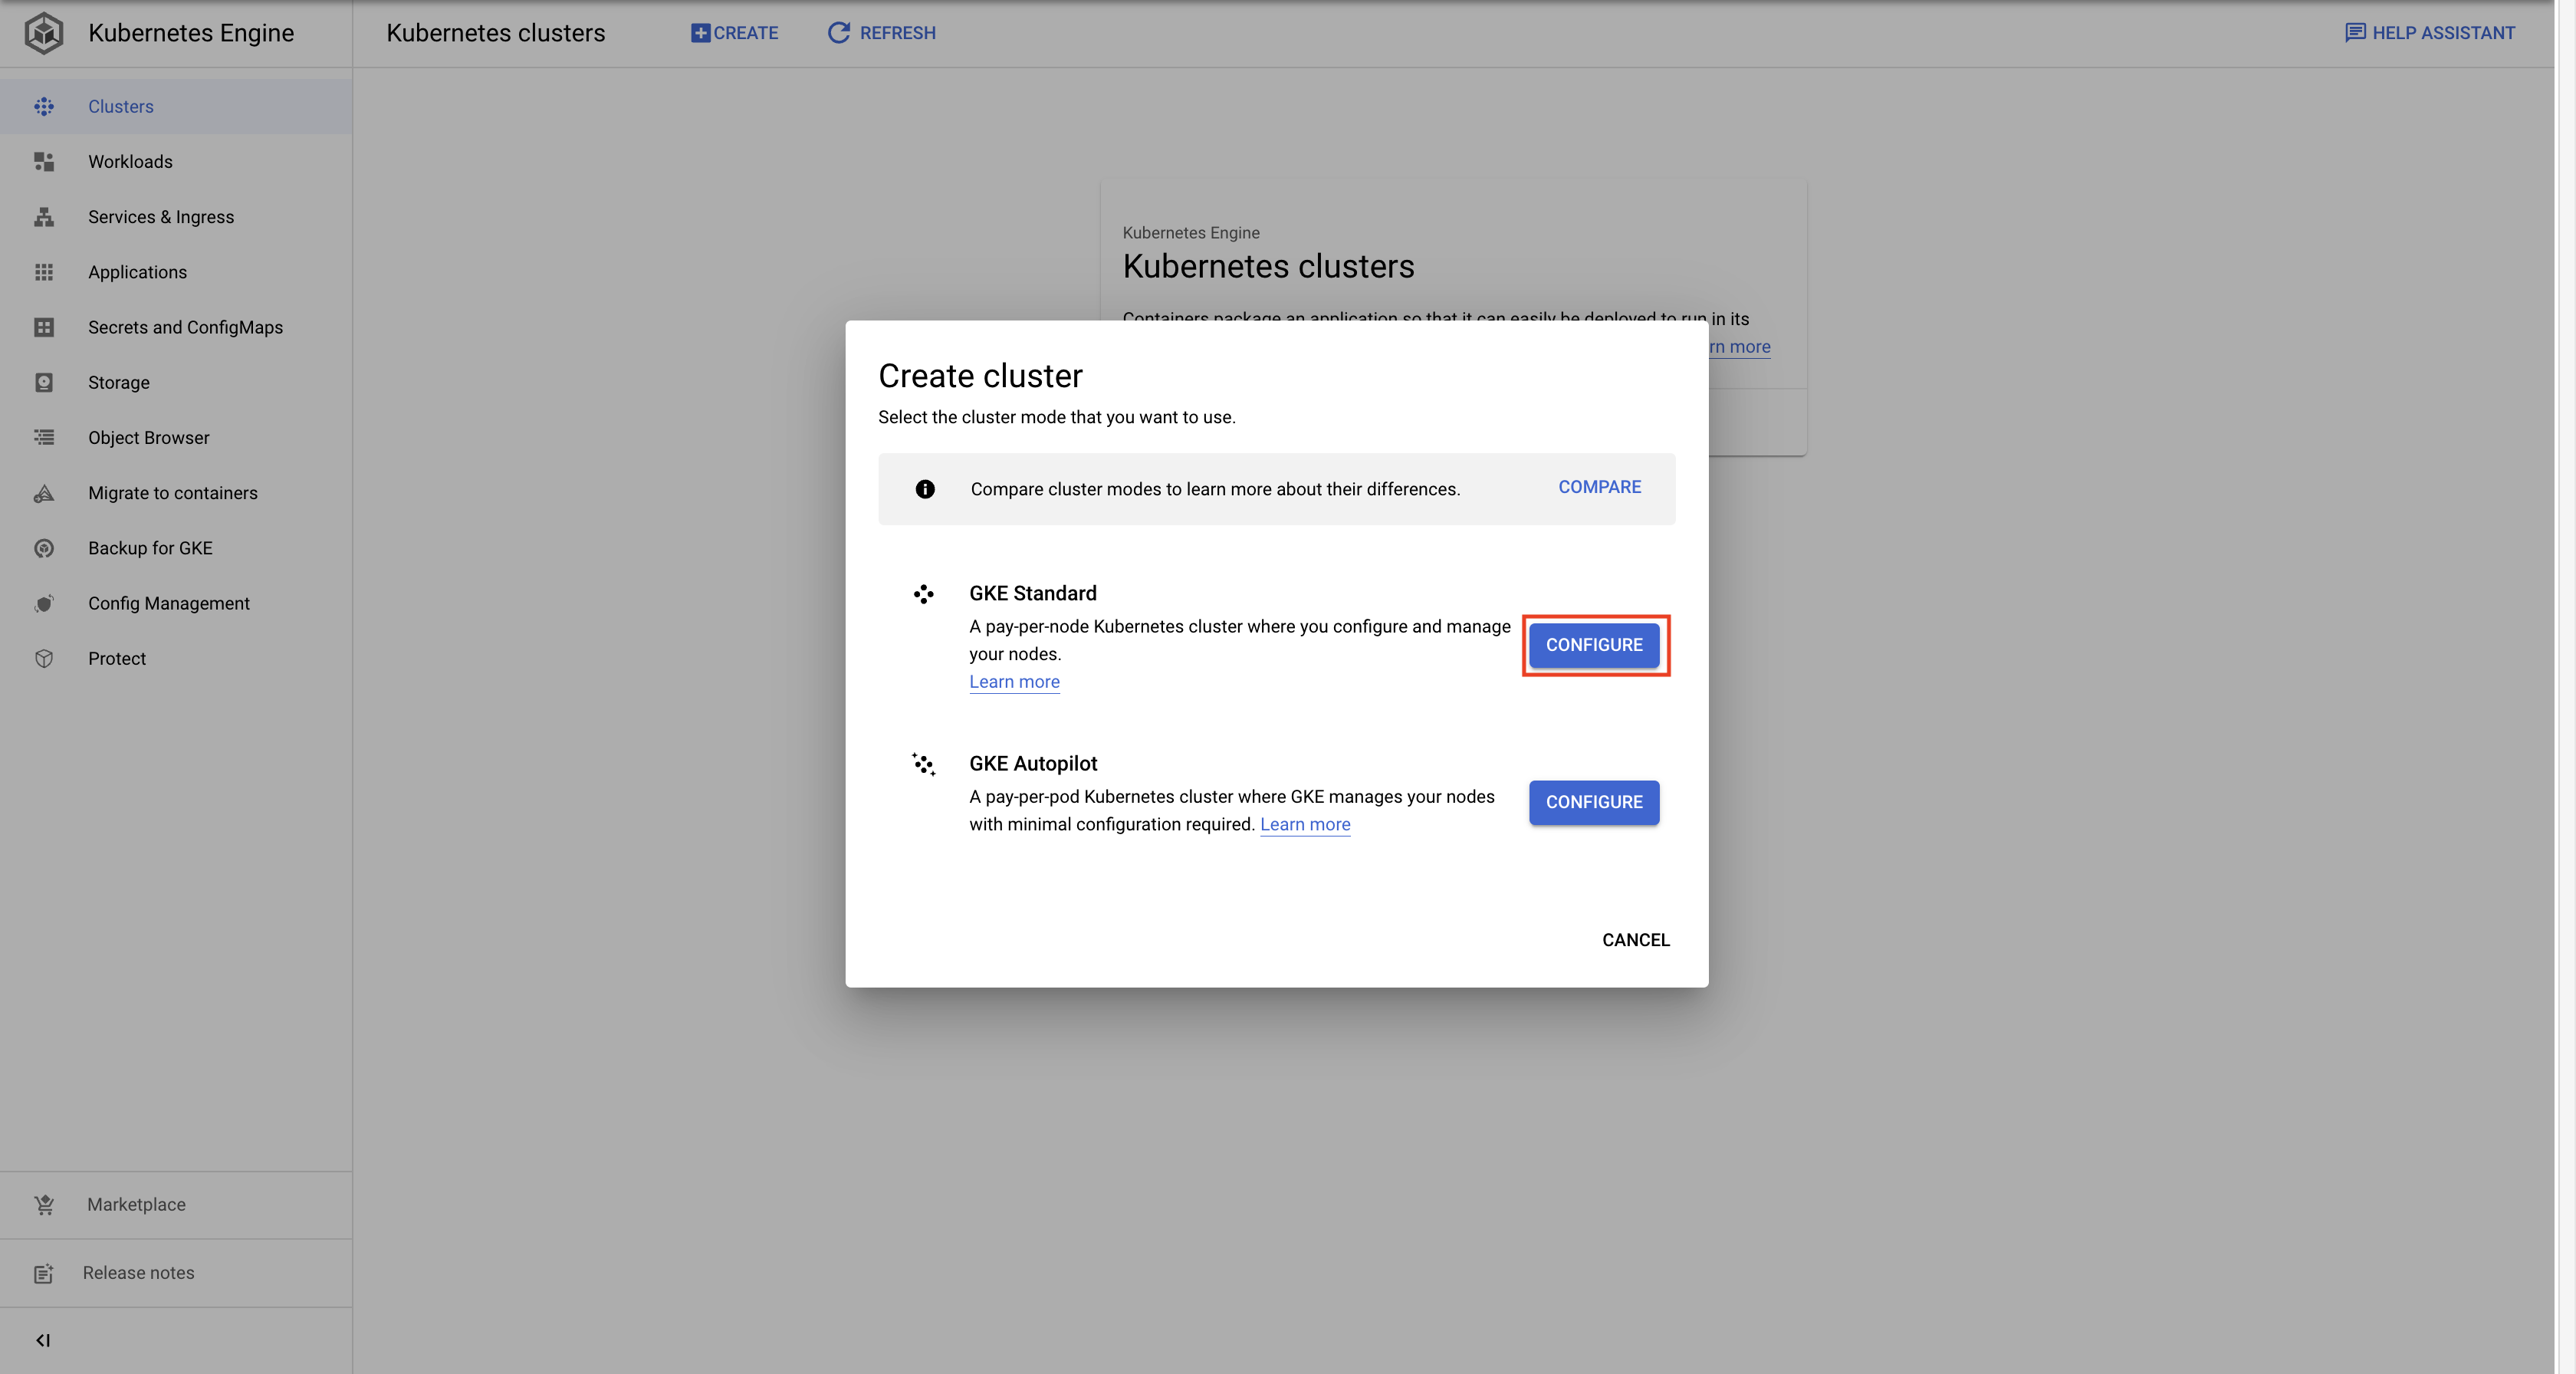 Kubernetes Engine
Kubernetes clusters
CREATE
REFRESH
HELP ASSISTANT
Clusters
Workloads
Services & Ingress
Applications
Secrets and ConfigMaps
Storage
Object Browser
Migrate to containers
Backup for GKE
Config Management
Protect
Marketplace
Release notes
Kubernetes Engine
Kubernetes clusters
Containers package an application so that it can easily be deployed to run in its
rn more
Create cluster
Select the cluster mode that you want to use.
Compare cluster modes to learn more about their differences.
COMPARE
GKE Standard
A pay-per-node Kubernetes cluster where you configure and manage
your nodes.
Learn more
CONFIGURE
GKE Autopilot
A pay-per-pod Kubernetes cluster where GKE manages your nodes
with minimal configuration required. Learn more
CONFIGURE
CANCEL